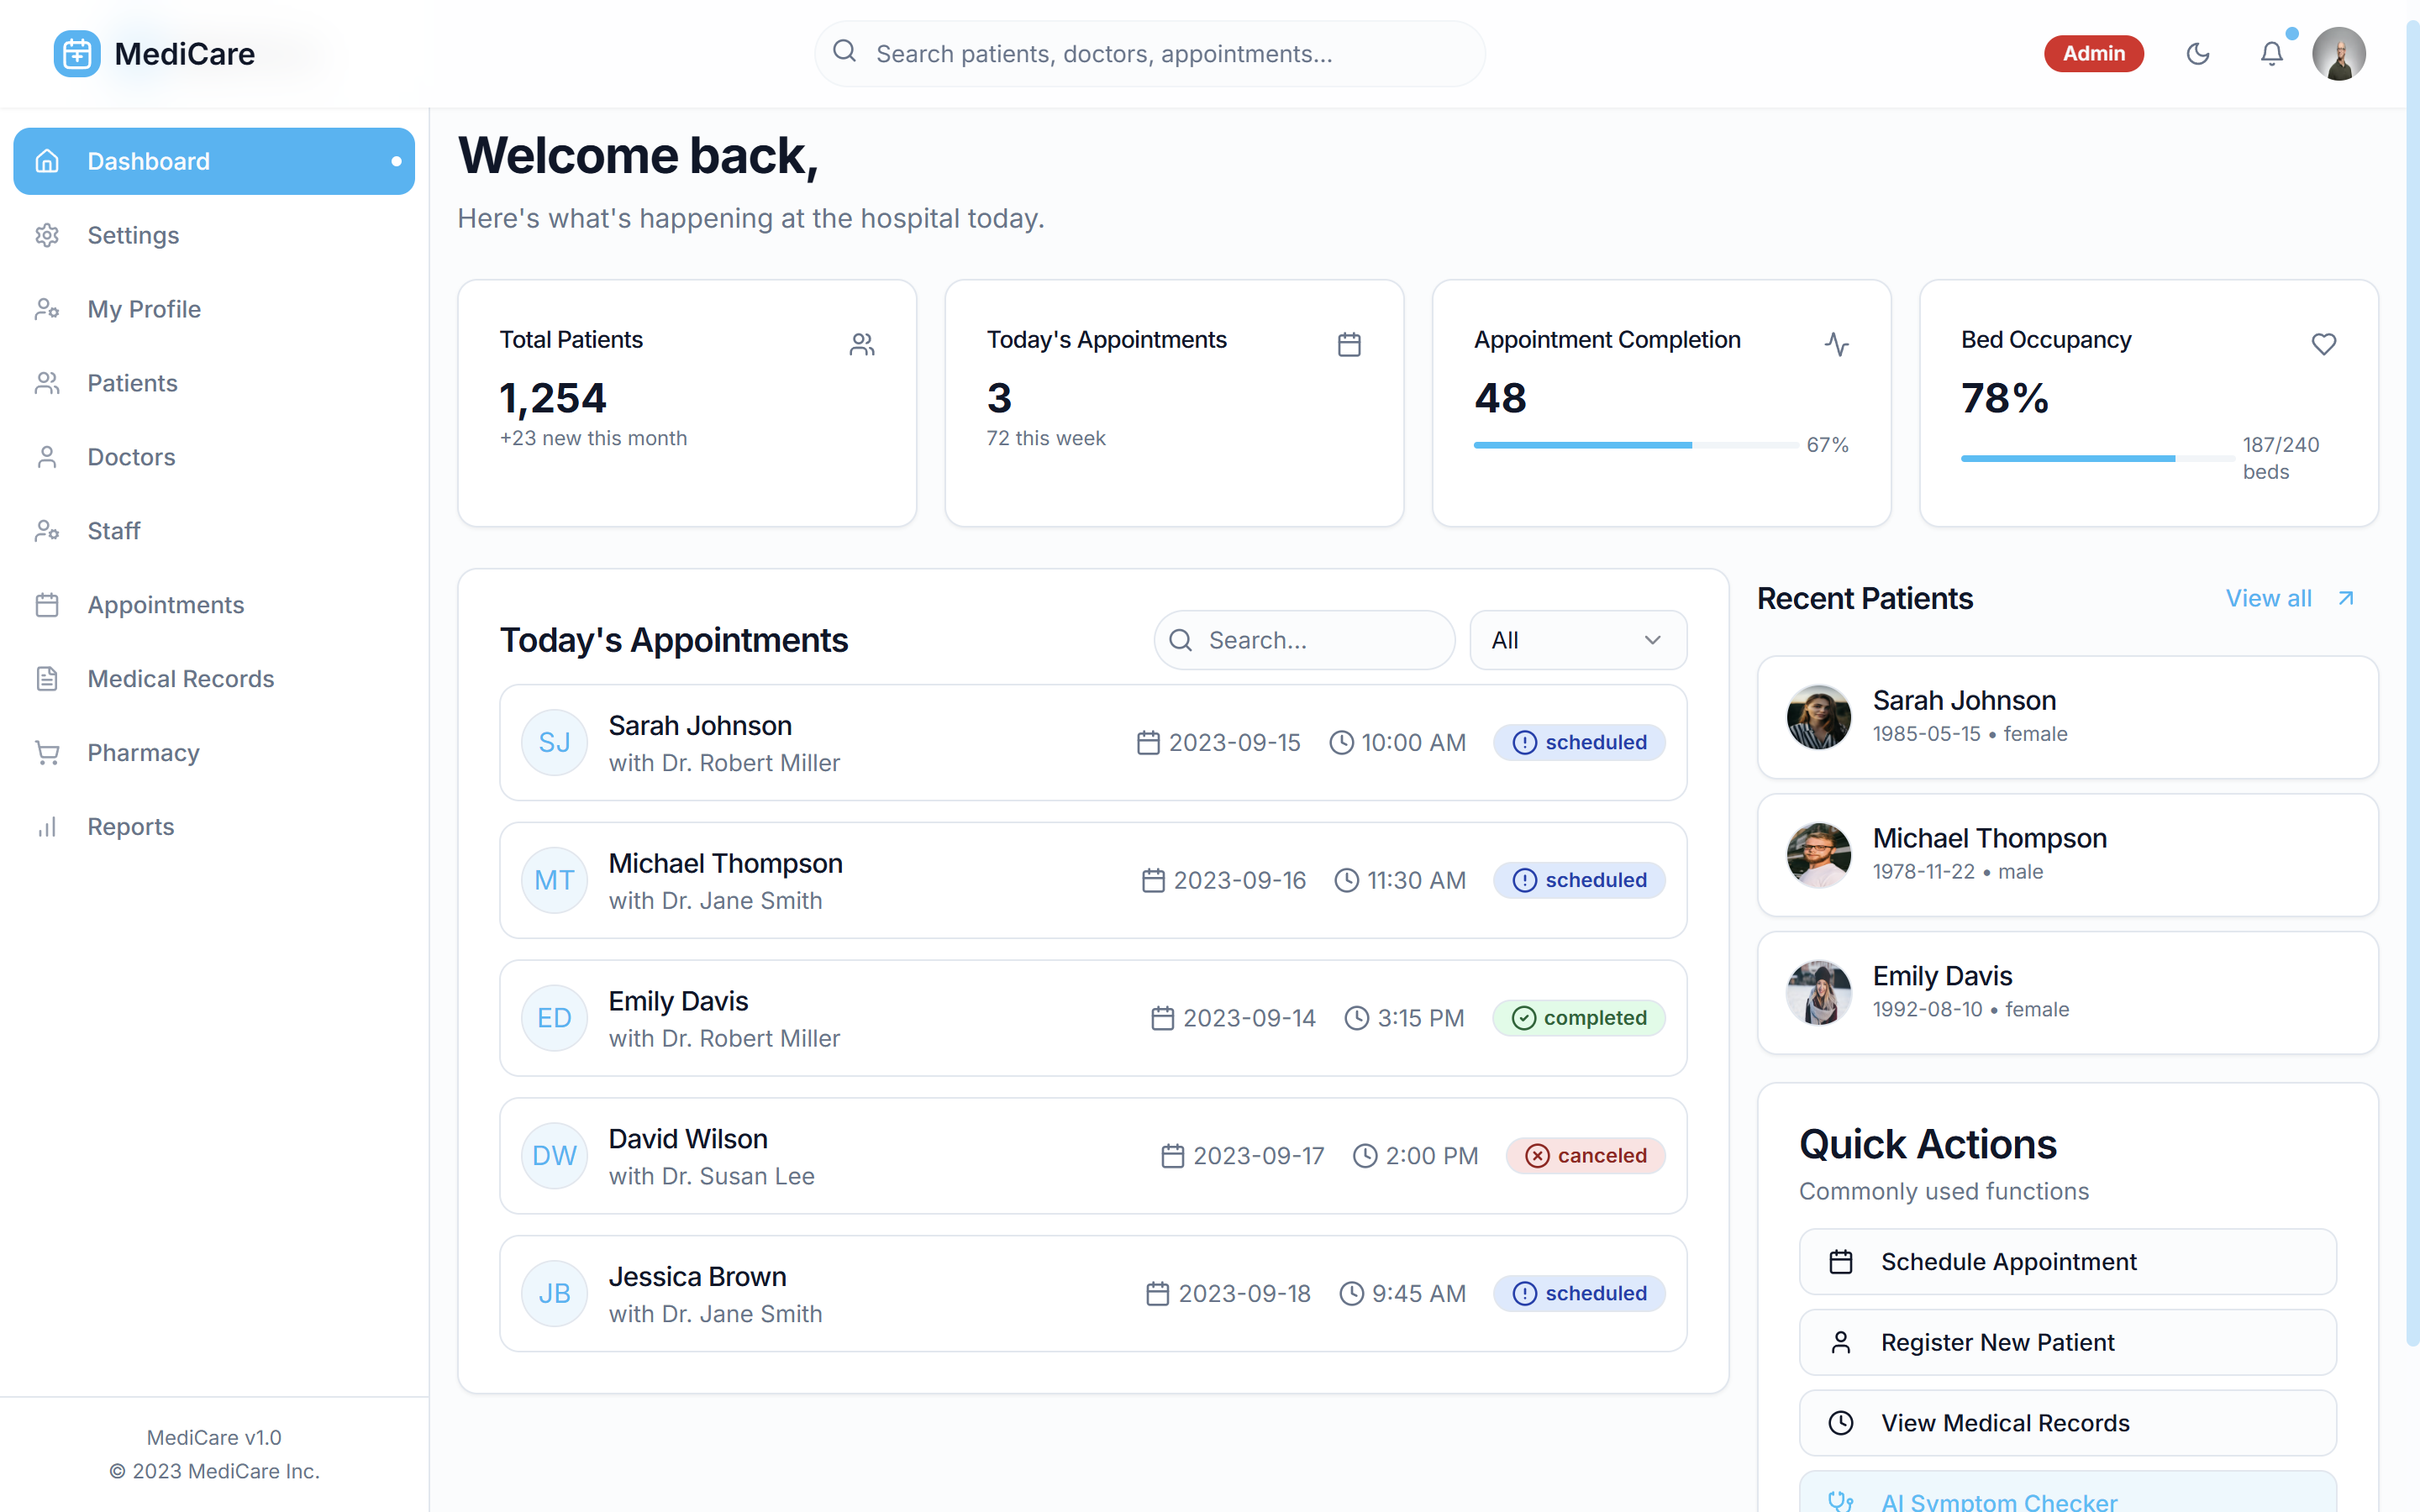 MediCare
Search patients, doctors, appointments...
Admin
Dashboard
Settings
My Profile
Patients
Doctors
Staff
Appointments
Medical Records
Pharmacy
Reports
MediCare v1.0
© 2023 MediCare Inc.
Welcome back,
Here's what's happening at the hospital today.
Total Patients
1,254
+23 new this month
Today's Appointments
3
72 this week
Appointment Completion
48
67%
Bed Occupancy
78%
187/240
beds
Today's Appointments
Search...
All
SJ
Sarah Johnson
with Dr. Robert Miller
2023-09-15
10:00 AM
scheduled
MT
Michael Thompson
with Dr. Jane Smith
2023-09-16
11:30 AM
scheduled
ED
Emily Davis
with Dr. Robert Miller
2023-09-14
3:15 PM
completed
DW
David Wilson
with Dr. Susan Lee
2023-09-17
2:00 PM
canceled
JB
Jessica Brown
with Dr. Jane Smith
2023-09-18
9:45 AM
scheduled
Recent Patients
View all
Sarah Johnson
1985-05-15 • female
Michael Thompson
1978-11-22 • male
Emily Davis
1992-08-10 • female
Quick Actions
Commonly used functions
Schedule Appointment
Register New Patient
View Medical Records
AI Symptom Checker